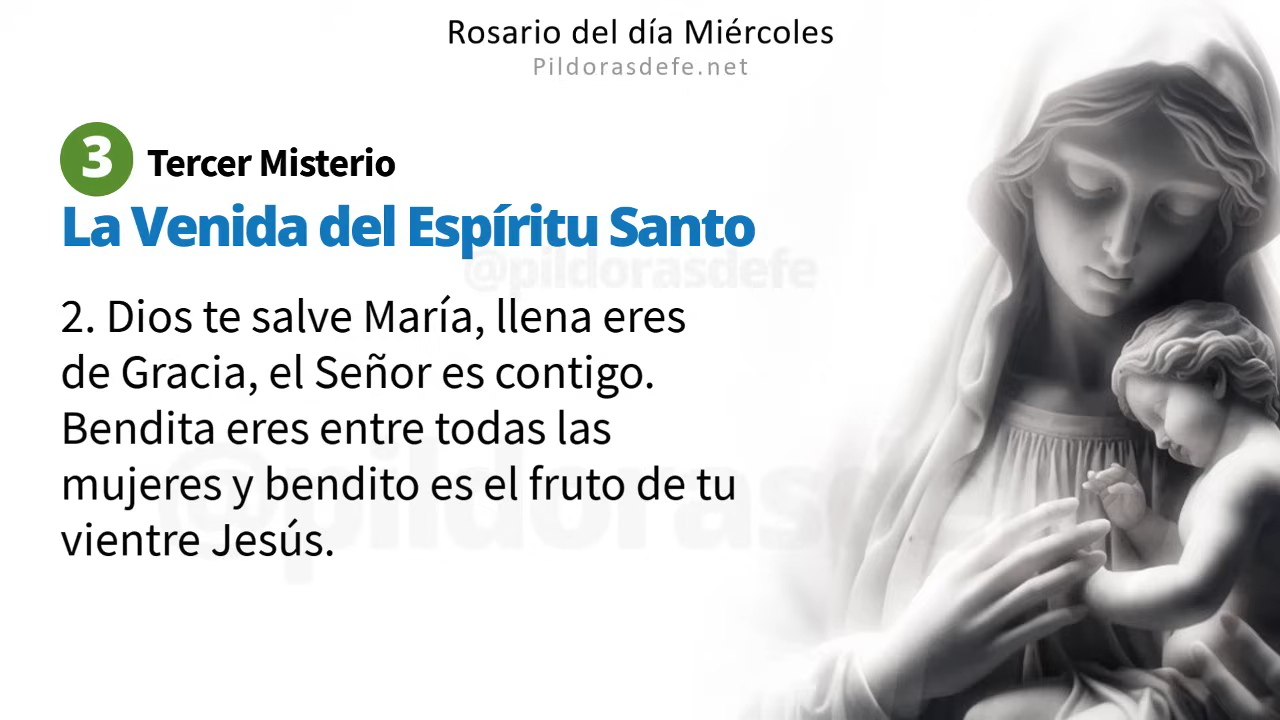 Rosario del día Miércoles
Pildorasdefe.net
3 Tercer Misterio
La Venida del Espíritu Santo
@pildorasdefe
2. Dios te salve María, llena eres
de Gracia, el Señor es contigo.
Bendita eres entre todas las
mujeres y bendito es el fruto de tu
vientre Jesús.
@pildorasde